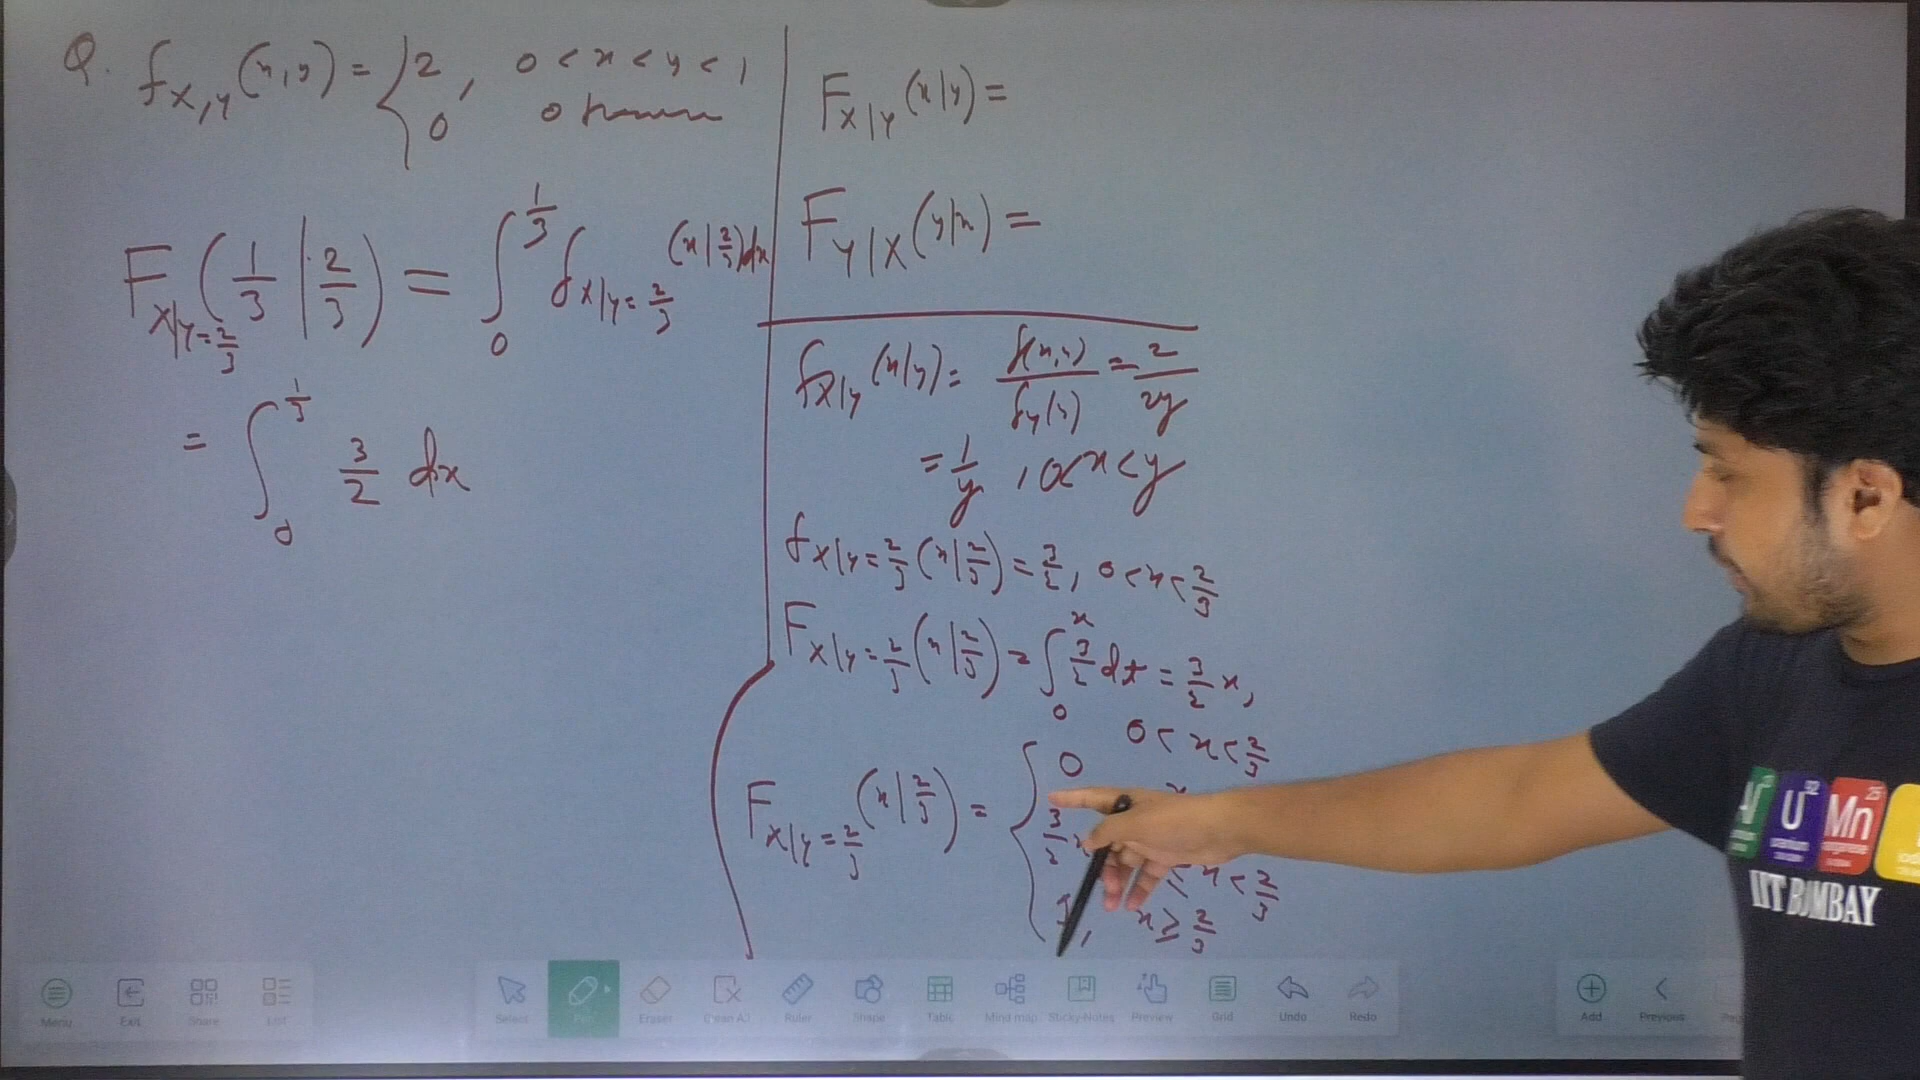 Q. f_{X,Y}(x,y) = { 2, 0 < x < y < 1
0
F_{X|Y=2/3}(1/3 | 2/3) = ∫_0^{1/3} f_{X|Y=2/3}(x|2/3)dx
= ∫_0^{1/3} 3/2 dx
F_{X|Y}(x|y) =
F_{Y|X}(y|x) =
f_{X|Y}(x|y) = f(x,y)/f_Y(y) = 2/2y
= 1/y , 0<x<y
f_{X|Y=2/3}(x|2/3) = 3/2, 0<x<2/3
F_{X|Y=2/3}(x|2/3) = ∫_0^x 3/2 dt = 3/2 x,
0 < x < 2/3
F_{X|Y=2/3}(x|2/3) = { 0
3/2 x ≤ x < 2/3
1, x ≥ 2/3
U 92
Mn 25
IIT BOMBAY
Menu
Exit
Share
Select
Pen
Eraser
Ruler
Shape
Table
Mind map
Sticky-Notes
Preview
Grid
Undo
Redo
Add
Previous